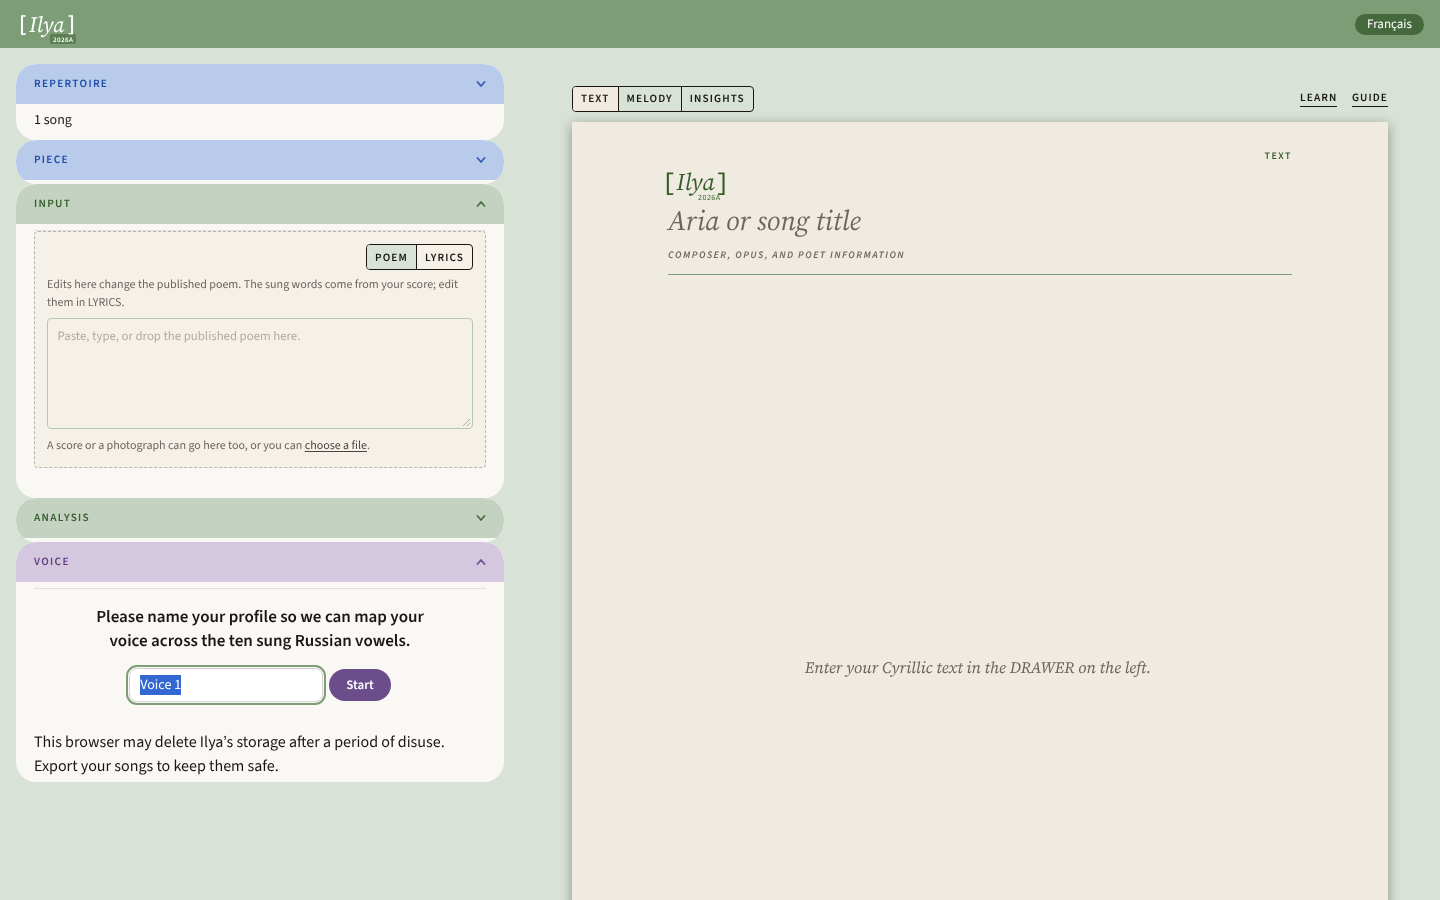 [Ilya]
2026A
Français
REPERTOIRE
1 song
PIECE
INPUT
POEM LYRICS
Edits here change the published poem. The sung words come from your score; edit
them in LYRICS.
Paste, type, or drop the published poem here.
A score or a photograph can go here too, or you can choose a file.
ANALYSIS
VOICE
Please name your profile so we can map your
voice across the ten sung Russian vowels.
Voice 1 Start
This browser may delete Ilya’s storage after a period of disuse.
Export your songs to keep them safe.
TEXT MELODY INSIGHTS
LEARN GUIDE
TEXT
[Ilya]
2026A
Aria or song title
COMPOSER, OPUS, AND POET INFORMATION
Enter your Cyrillic text in the DRAWER on the left.